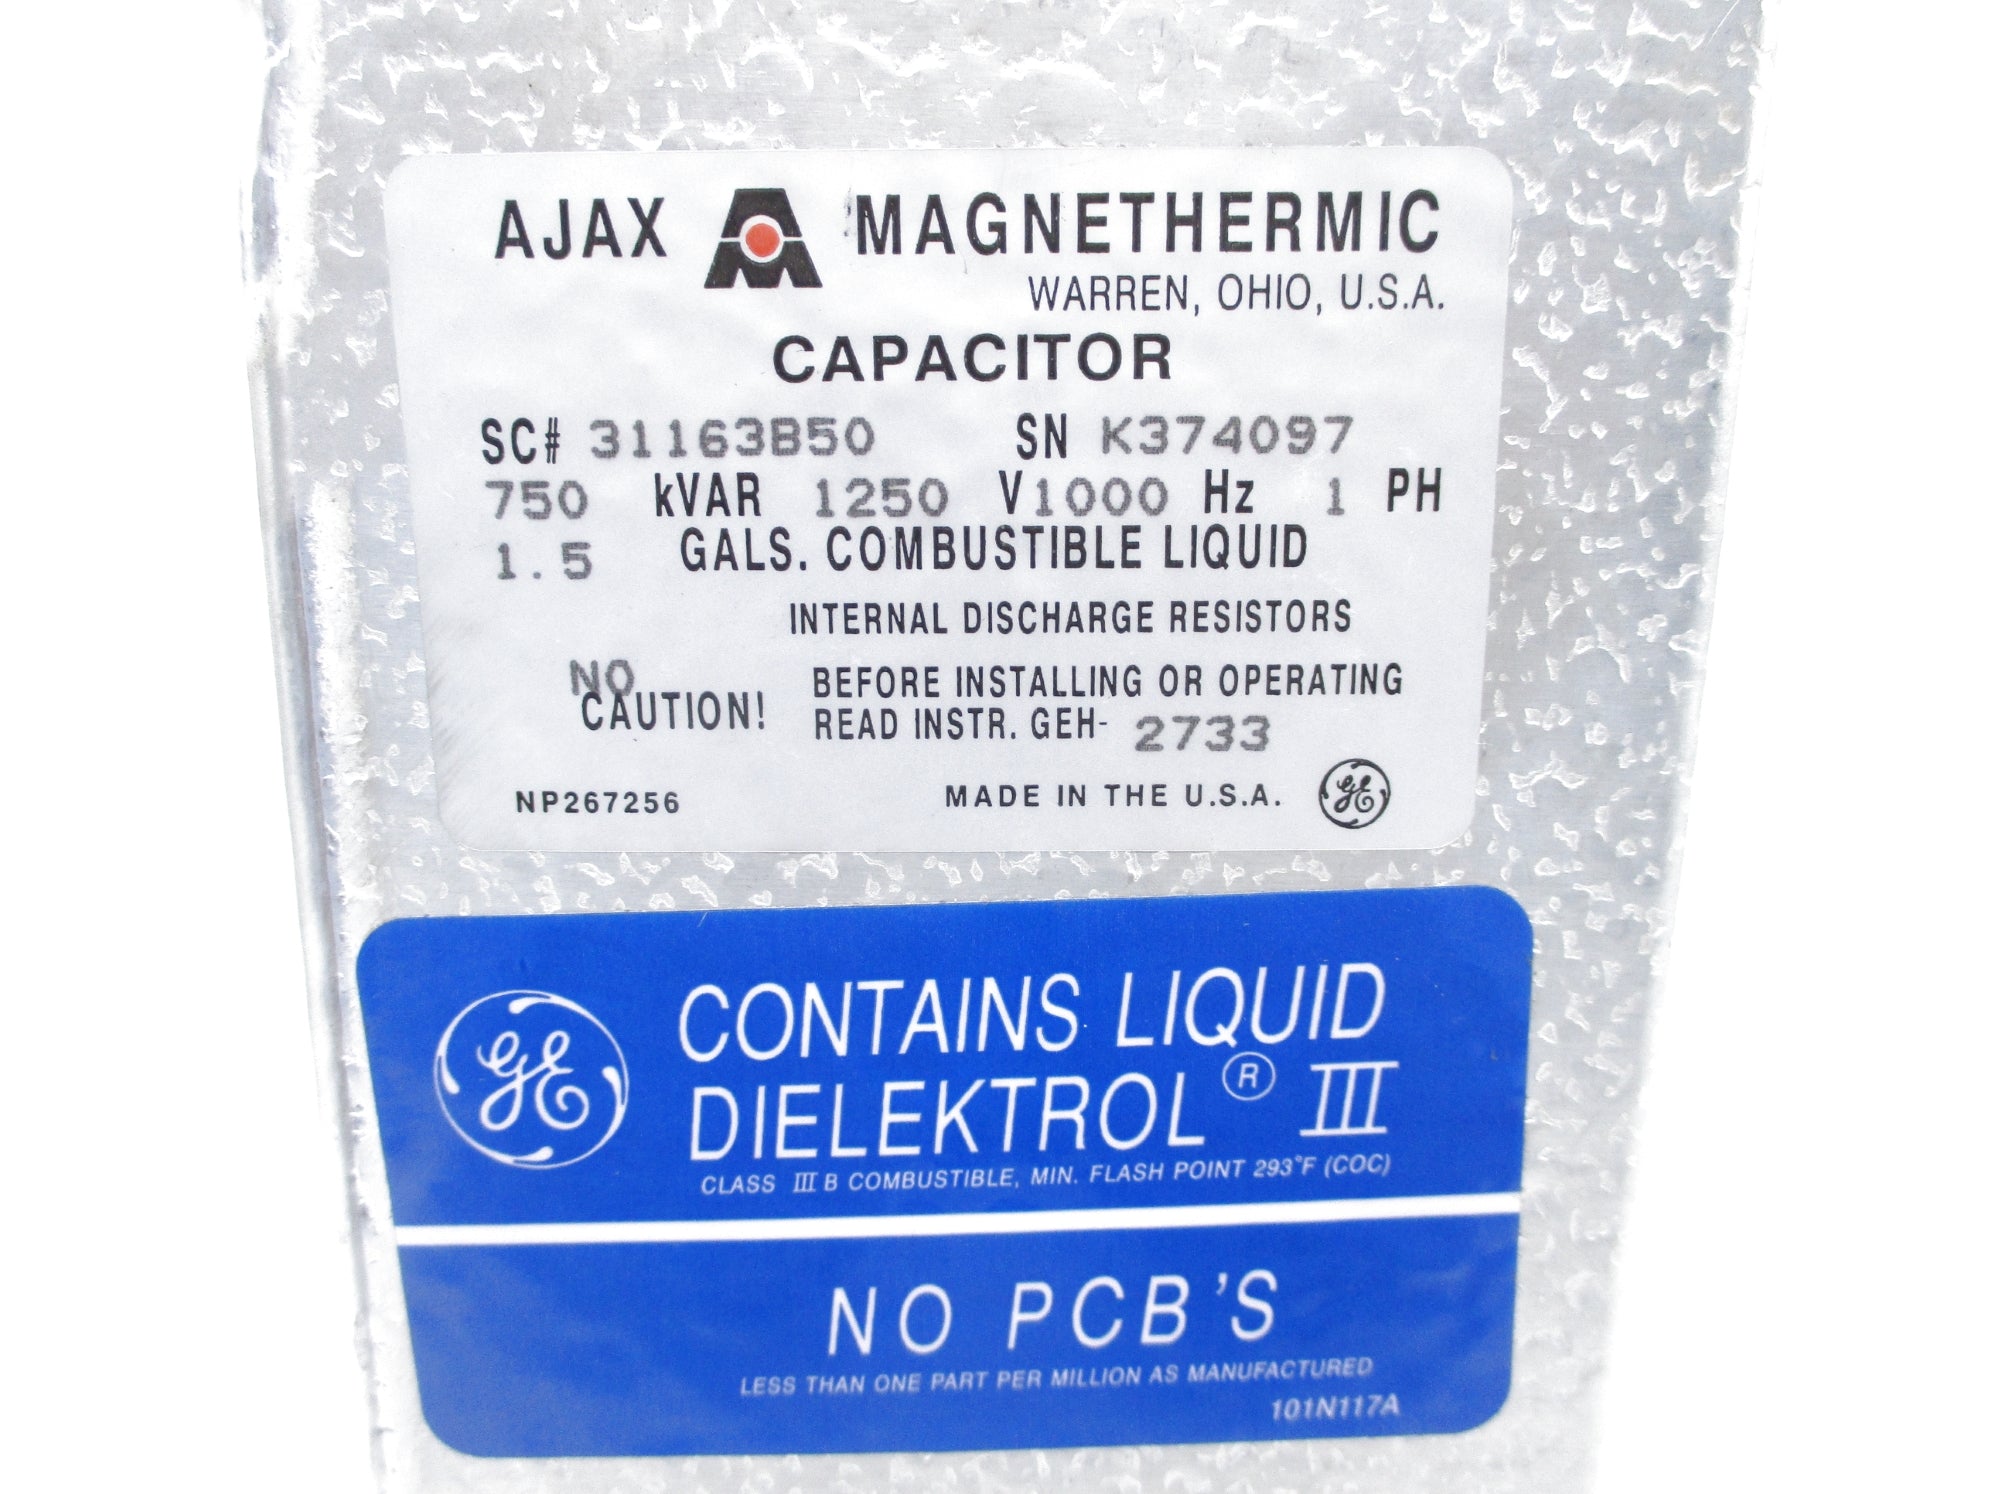 AJAX MAGNETHERMIC
WARREN, OHIO, U.S.A.
CAPACITOR
SC# 31163B50 SN K374097
750 kVAR 1250 V 1000 Hz 1 PH
1.5 GALS. COMBUSTIBLE LIQUID
NO INTERNAL DISCHARGE RESISTORS
CAUTION! BEFORE INSTALLING OR OPERATING
READ INSTR. GEH- 2733
NP267256 MADE IN THE U.S.A. GE
GE
CONTAINS LIQUID
DIELEKTROL® III
CLASS III B COMBUSTIBLE, MIN. FLASH POINT 293°F (COC)
NO PCB'S
LESS THAN ONE PART PER MILLION AS MANUFACTURED
101N117A